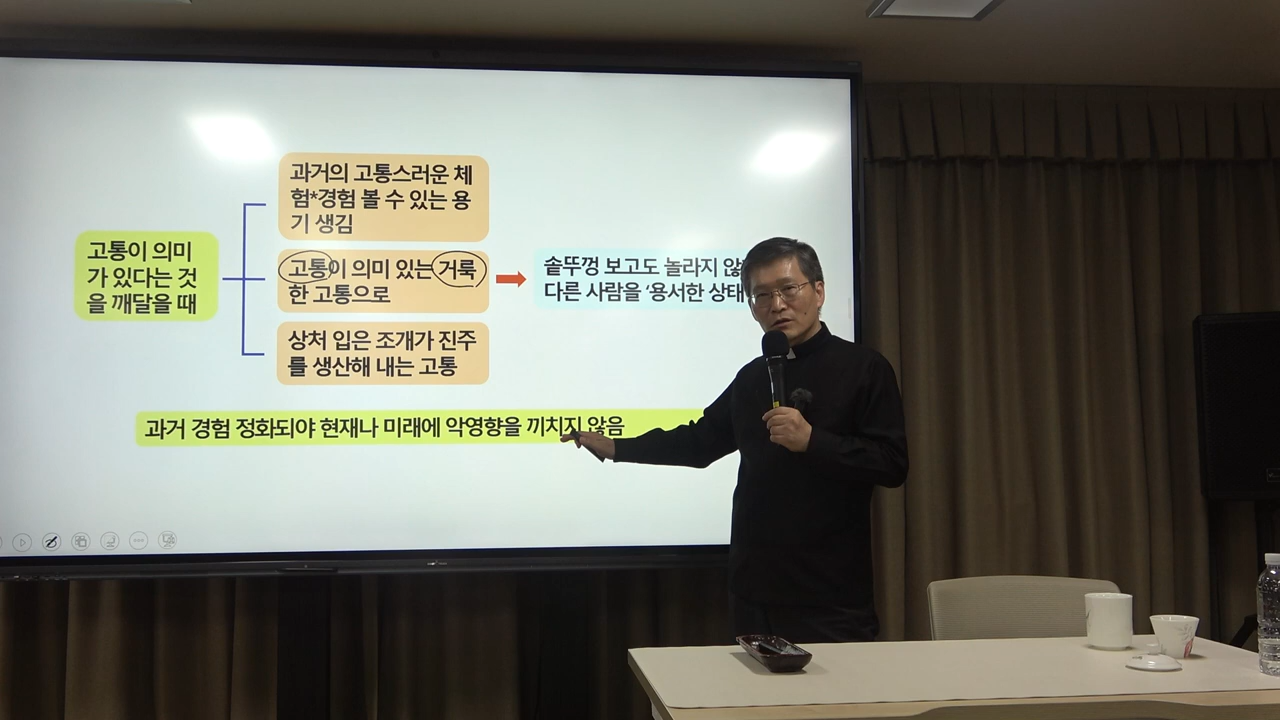 고통이 의미
가 있다는 것
을 깨달을 때
과거의 고통스러운 체
험*경험 볼 수 있는 용
기 생김
고통이 의미 있는 거룩
한 고통으로
상처 입은 조개가 진주
를 생산해 내는 고통
솥뚜껑 보고도 놀라지 않
다른 사람을 '용서한 상태
과거 경험 정화되야 현재나 미래에 악영향을 끼치지 않음